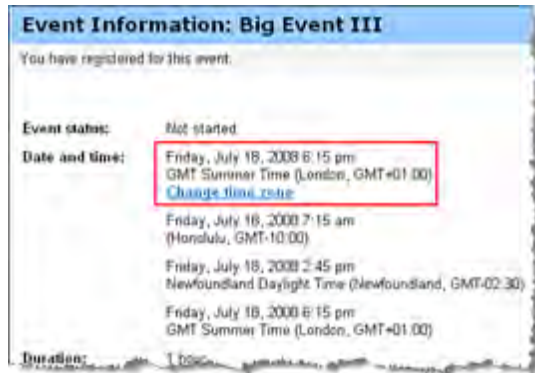 Event Information: Big Event III
You have registered for this event.
Event status: Not started
Date and time: Friday, July 18, 2008 6:15 pm
GMT Summer Time (London, GMT+01:00)
Change time zone
Friday, July 18, 2008 7:15 am
(Honolulu, GMT-10:00)
Friday, July 18, 2008 2:45 pm
Newfoundland Daylight Time (Newfoundland, GMT-02:30)
Friday, July 18, 2008 6:15 pm
GMT Summer Time (London, GMT+01:00)
Duration: 1 hour